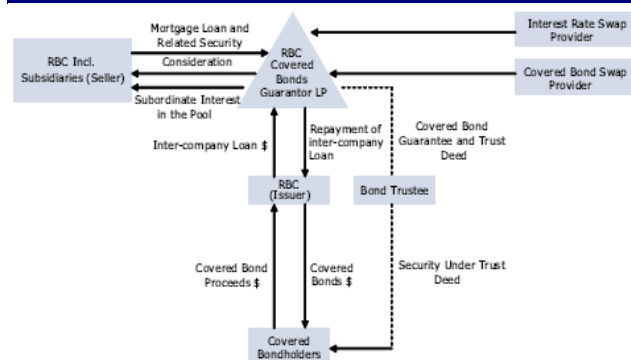 Mortgage Loan and
Related Security
Consideration
Subordinate Interest
in the Pool
RBC Incl.
Subsidiaries (Seller)
RBC
Covered
Bonds
Guarantor LP
Interest Rate Swap
Provider
Covered Bond Swap
Provider
Inter-company Loan $
Repayment of
inter-company
Loan
Covered Bond
Guarantee and Trust
Deed
RBC
(Issuer)
Bond Trustee
Covered Bond
Proceeds $
Covered
Bonds $
Security Under Trust
Deed
Covered
Bondholders